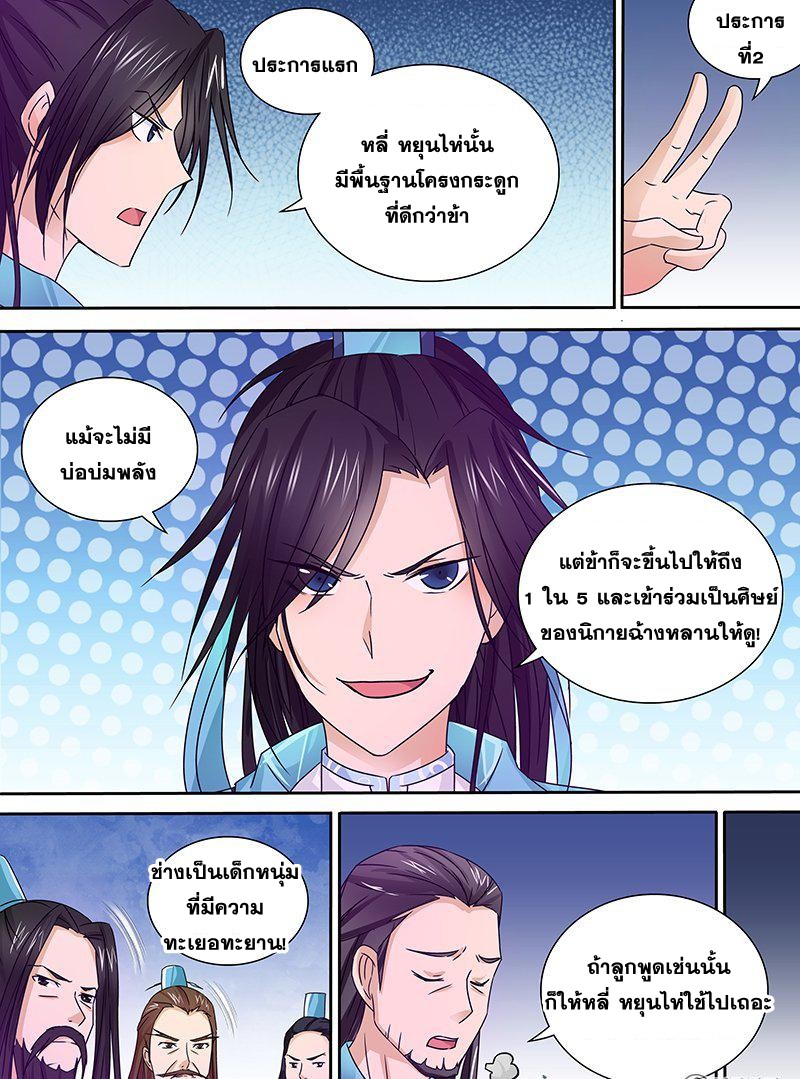 ประการแรก
หลี่ หยุนไห่นั้น
มีพื้นฐานโครงกระดูก
ที่ดีกว่าข้า
ประการ
ที่2
แม้จะไม่มี
บ่อบ่มพลัง
แต่ข้าก็จะขึ้นไปให้ถึง
1 ใน 5 และเข้าร่วมเป็นศิษย์
ของนิกายฉ้างหลานให้ดู!
ช่างเป็นเด็กหนุ่ม
ที่มีความ
ทะเยอทะยาน!
ถ้าลูกพูดเช่นนั้น
ก็ให้หลี่ หยุนไห่ใช้ไปเถอะ